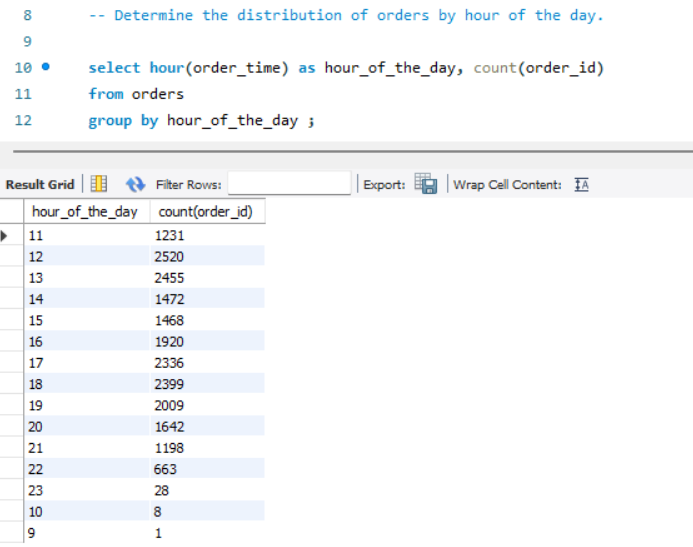 8 -- Determine the distribution of orders by hour of the day.
9
10 select hour(order_time) as hour_of_the_day, count(order_id)
11 from orders
12 group by hour_of_the_day ;
Result Grid Filter Rows: Export: Wrap Cell Content: IA
hour_of_the_day count(order_id)
11 1231
12 2520
13 2455
14 1472
15 1468
16 1920
17 2336
18 2399
19 2009
20 1642
21 1198
22 663
23 28
10 8
9 1